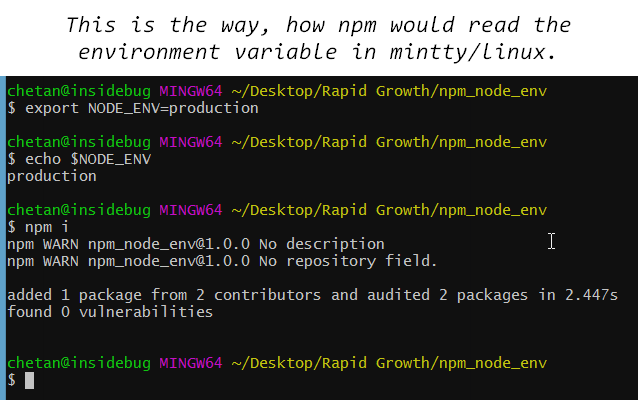 This is the way, how npm would read the
environment variable in mintty/linux.
chetan@insidebug MINGW64 ~/Desktop/Rapid Growth/npm_node_env
$ export NODE_ENV=production
chetan@insidebug MINGW64 ~/Desktop/Rapid Growth/npm_node_env
$ echo $NODE_ENV
production
chetan@insidebug MINGW64 ~/Desktop/Rapid Growth/npm_node_env
$ npm i
npm WARN npm_node_env@1.0.0 No description
npm WARN npm_node_env@1.0.0 No repository field.
added 1 package from 2 contributors and audited 2 packages in 2.447s
found 0 vulnerabilities
chetan@insidebug MINGW64 ~/Desktop/Rapid Growth/npm_node_env
$